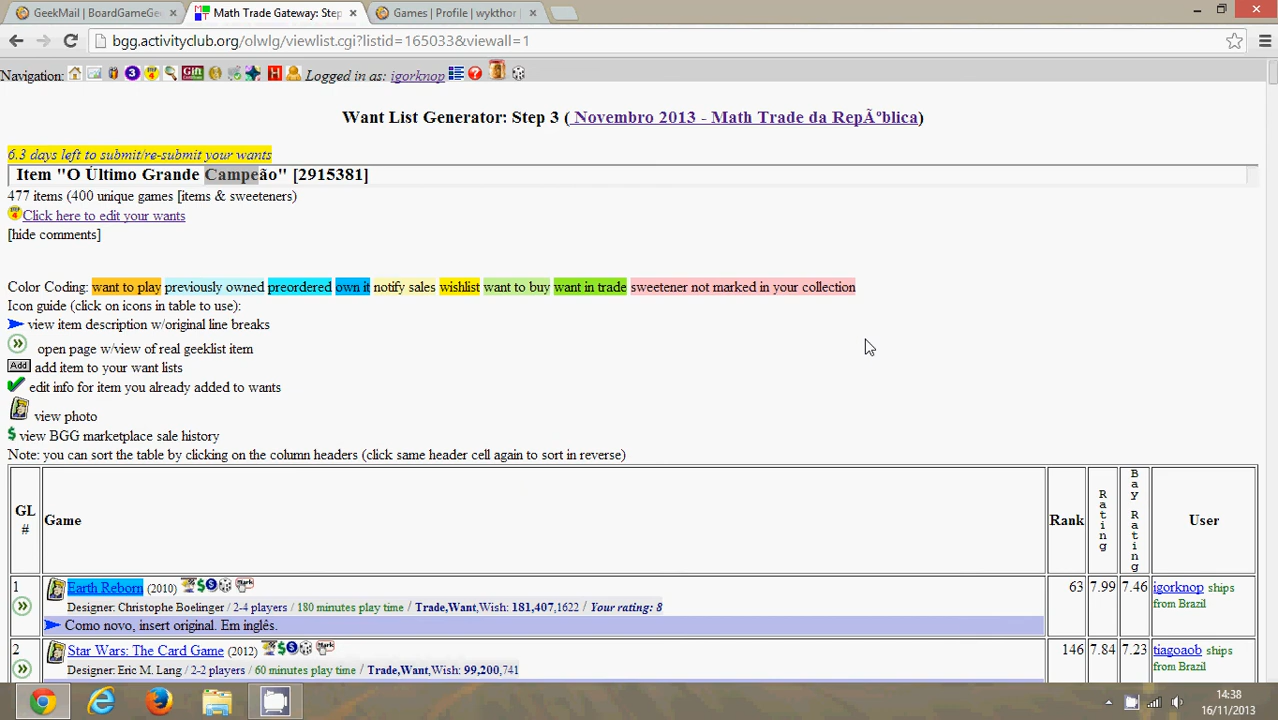 GeekMail | BoardGameGe
Math Trade Gateway: Step
Games | Profile | wykthor
bgg.activityclub.org/olwlg/viewlist.cgi?listid=165033&viewall=1
Navigation: Logged in as: igorknop
Want List Generator: Step 3 ( Novembro 2013 - Math Trade da RepÃºblica)
6.3 days left to submit/re-submit your wants
Item "O Último Grande Campeão" [2915381]
477 items (400 unique games [items & sweeteners)
Click here to edit your wants
[hide comments]
Color Coding: want to play previously owned preordered own it notify sales wishlist want to buy want in trade sweetener not marked in your collection
Icon guide (click on icons in table to use):
view item description w/original line breaks
open page w/view of real geeklist item
Add add item to your want lists
edit info for item you already added to wants
view photo
$ view BGG marketplace sale history
Note: you can sort the table by clicking on the column headers (click same header cell again to sort in reverse)
GL # Game Rank Rating Bay Rating User
1 Earth Reborn (2010) 63 7.99 7.46 igorknop ships from Brazil
Designer: Christophe Boelinger / 2-4 players / 180 minutes play time / Trade,Want,Wish: 181,407,1622 / Your rating: 8
Como novo, insert original. Em inglês.
2 Star Wars: The Card Game (2012) 146 7.84 7.23 tiagoaob ships from Brazil
Designer: Eric M. Lang / 2-2 players / 60 minutes play time / Trade,Want,Wish: 99,200,741
14:38
16/11/2013